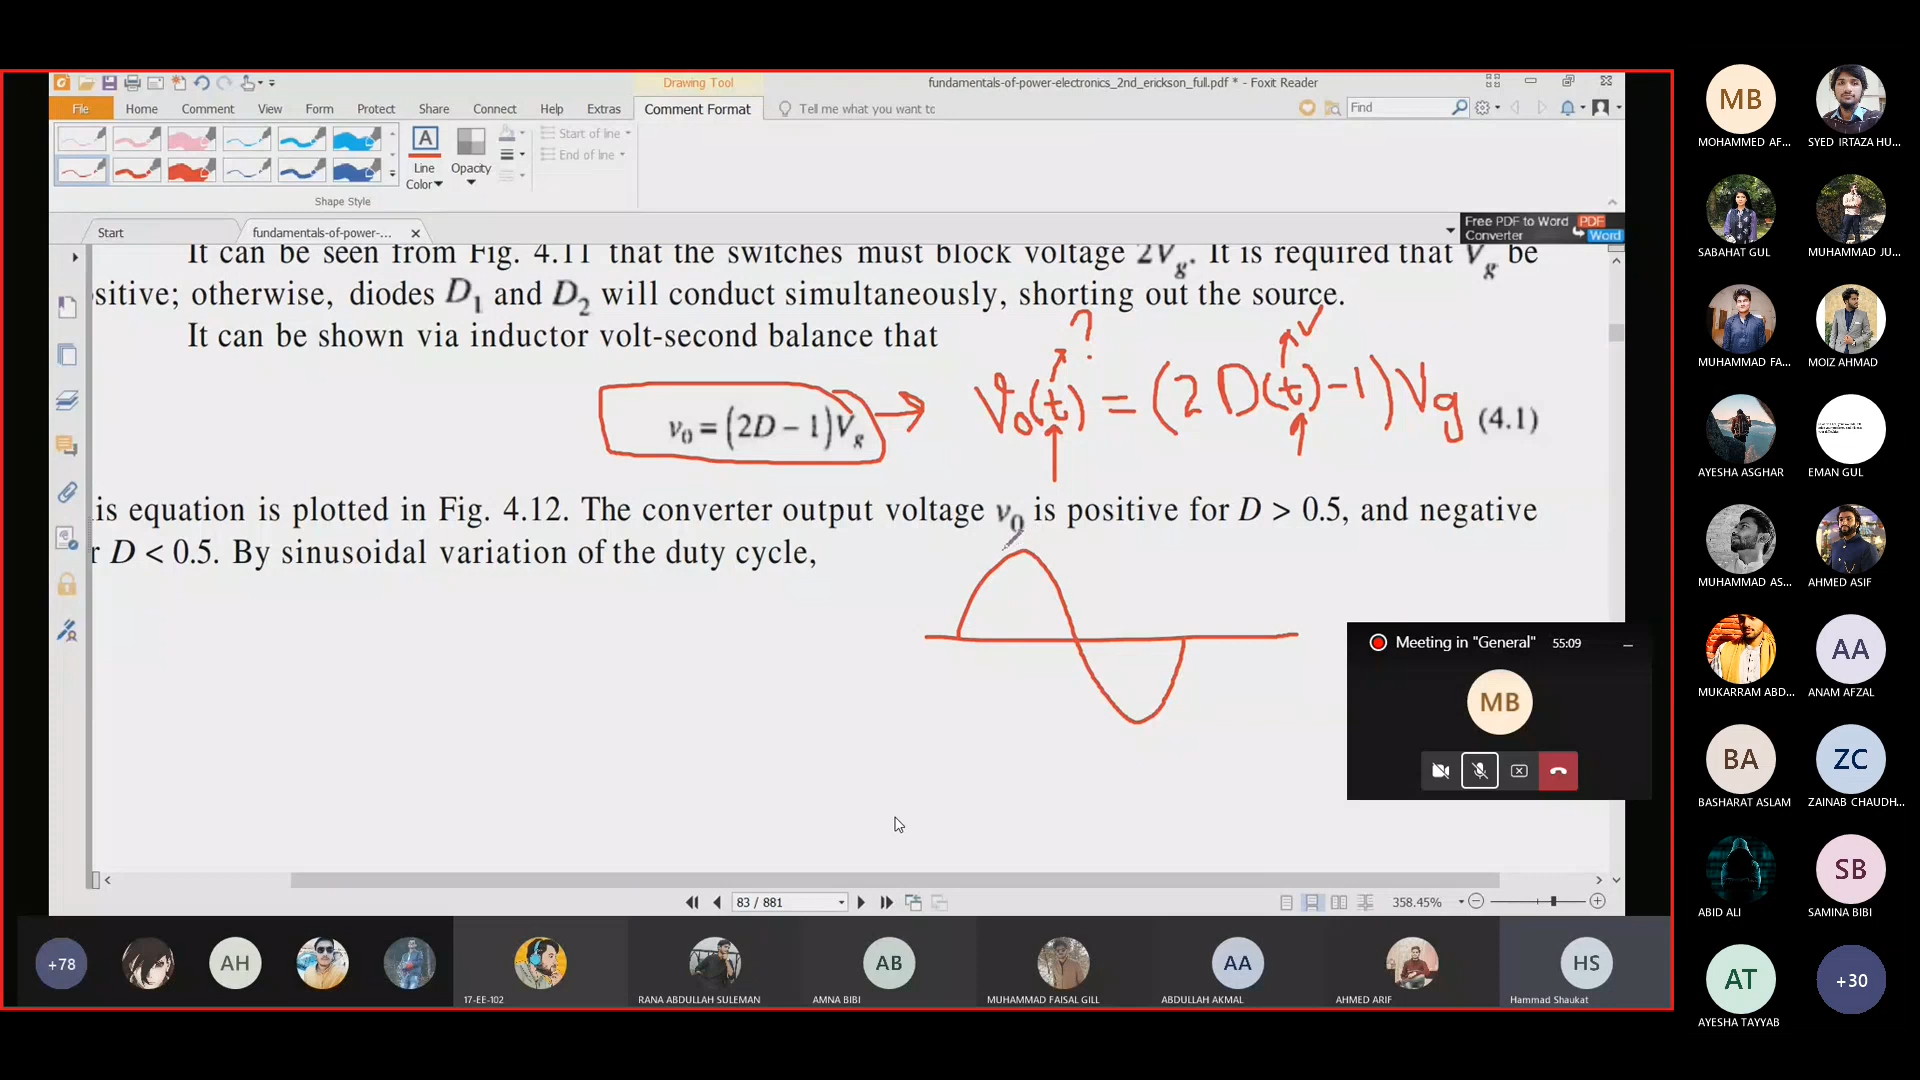 Drawing Tool
fundamentals-of-power-electronics_2nd_erickson_full.pdf * - Foxit Reader
File Home Comment View Form Protect Share Connect Help Extras Comment Format Tell me what you want to Find
Start of line
End of line
Line Color
Opacity
Shape Style
Start
fundamentals-of-power-...
Free PDF to Word PDF
Converter Word
It can be seen from Fig. 4.11 that the switches must block voltage 2Vg. It is required that Vg be
sitive; otherwise, diodes D1 and D2 will conduct simultaneously, shorting out the source.
It can be shown via inductor volt-second balance that
?
v0 = (2D − 1)Vg → V0(t) = (2D(t)-1)Vg (4.1)
is equation is plotted in Fig. 4.12. The converter output voltage v0 is positive for D > 0.5, and negative
r D < 0.5. By sinusoidal variation of the duty cycle,
Meeting in "General" 55:09
MB
83 / 881
358.45%
+78
AH
17-EE-102
RANA ABDULLAH SULEMAN
AB
AMNA BIBI
MUHAMMAD FAISAL GILL
AA
ABDULLAH AKMAL
AHMED ARIF
HS
Hammad Shaukat
MB
MOHAMMED AF...
SYED IRTAZA HU...
SABAHAT GUL
MUHAMMAD JU...
MUHAMMAD FA...
MOIZ AHMAD
AYESHA ASGHAR
EMAN GUL
MUHAMMAD AS...
AHMED ASIF
MUKARRAM ABD...
AA
ANAM AFZAL
BA
BASHARAT ASLAM
ZC
ZAINAB CHAUDH...
ABID ALI
SB
SAMINA BIBI
AT
AYESHA TAYYAB
+30